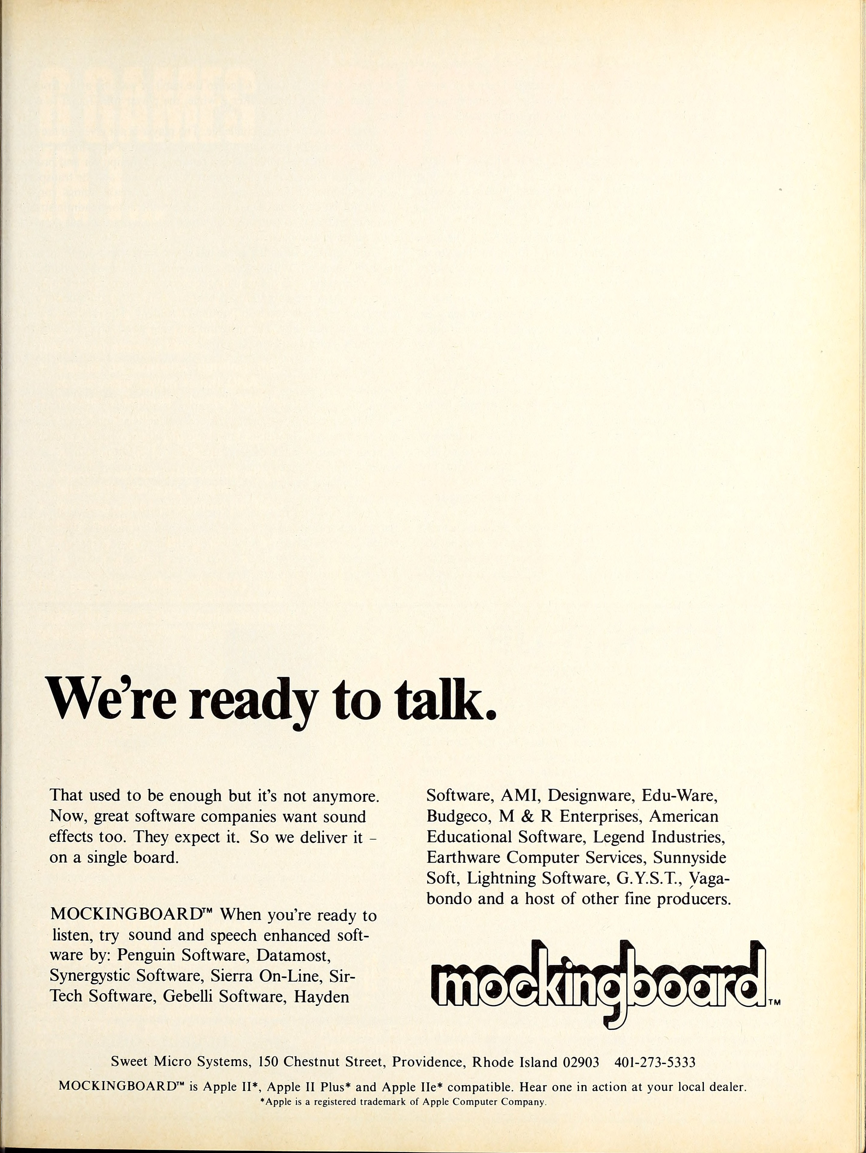 We're ready to talk.
That used to be enough but it's not anymore.
Now, great software companies want sound
effects too. They expect it. So we deliver it –
on a single board.
MOCKINGBOARD™ When you're ready to
listen, try sound and speech enhanced soft-
ware by: Penguin Software, Datamost,
Synergystic Software, Sierra On-Line, Sir-
Tech Software, Gebelli Software, Hayden
Software, AMI, Designware, Edu-Ware,
Budgeco, M & R Enterprises, American
Educational Software, Legend Industries,
Earthware Computer Services, Sunnyside
Soft, Lightning Software, G.Y.S.T., Vaga-
bondo and a host of other fine producers.
mockingboard™
Sweet Micro Systems, 150 Chestnut Street, Providence, Rhode Island 02903 401-273-5333
MOCKINGBOARD™ is Apple II*, Apple II Plus* and Apple IIe* compatible. Hear one in action at your local dealer.
*Apple is a registered trademark of Apple Computer Company.